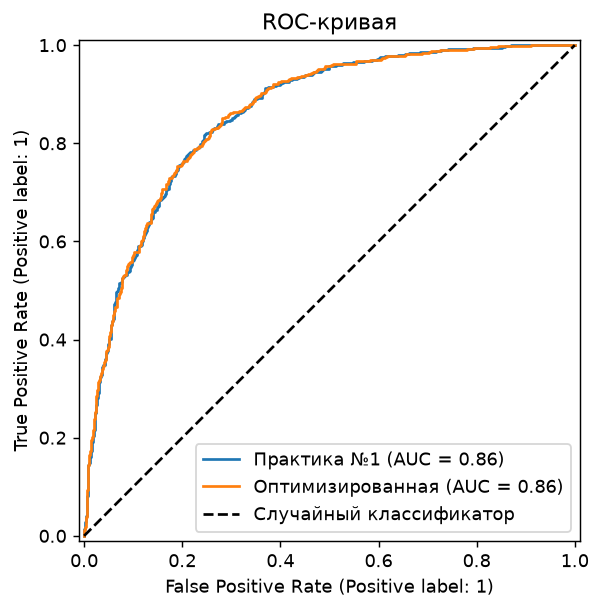 ROC-кривая
True Positive Rate (Positive label: 1)
1.0
0.8
0.6
0.4
0.2
0.0
Практика №1 (AUC = 0.86)
Оптимизированная (AUC = 0.86)
Случайный классификатор
0.0 0.2 0.4 0.6 0.8 1.0
False Positive Rate (Positive label: 1)